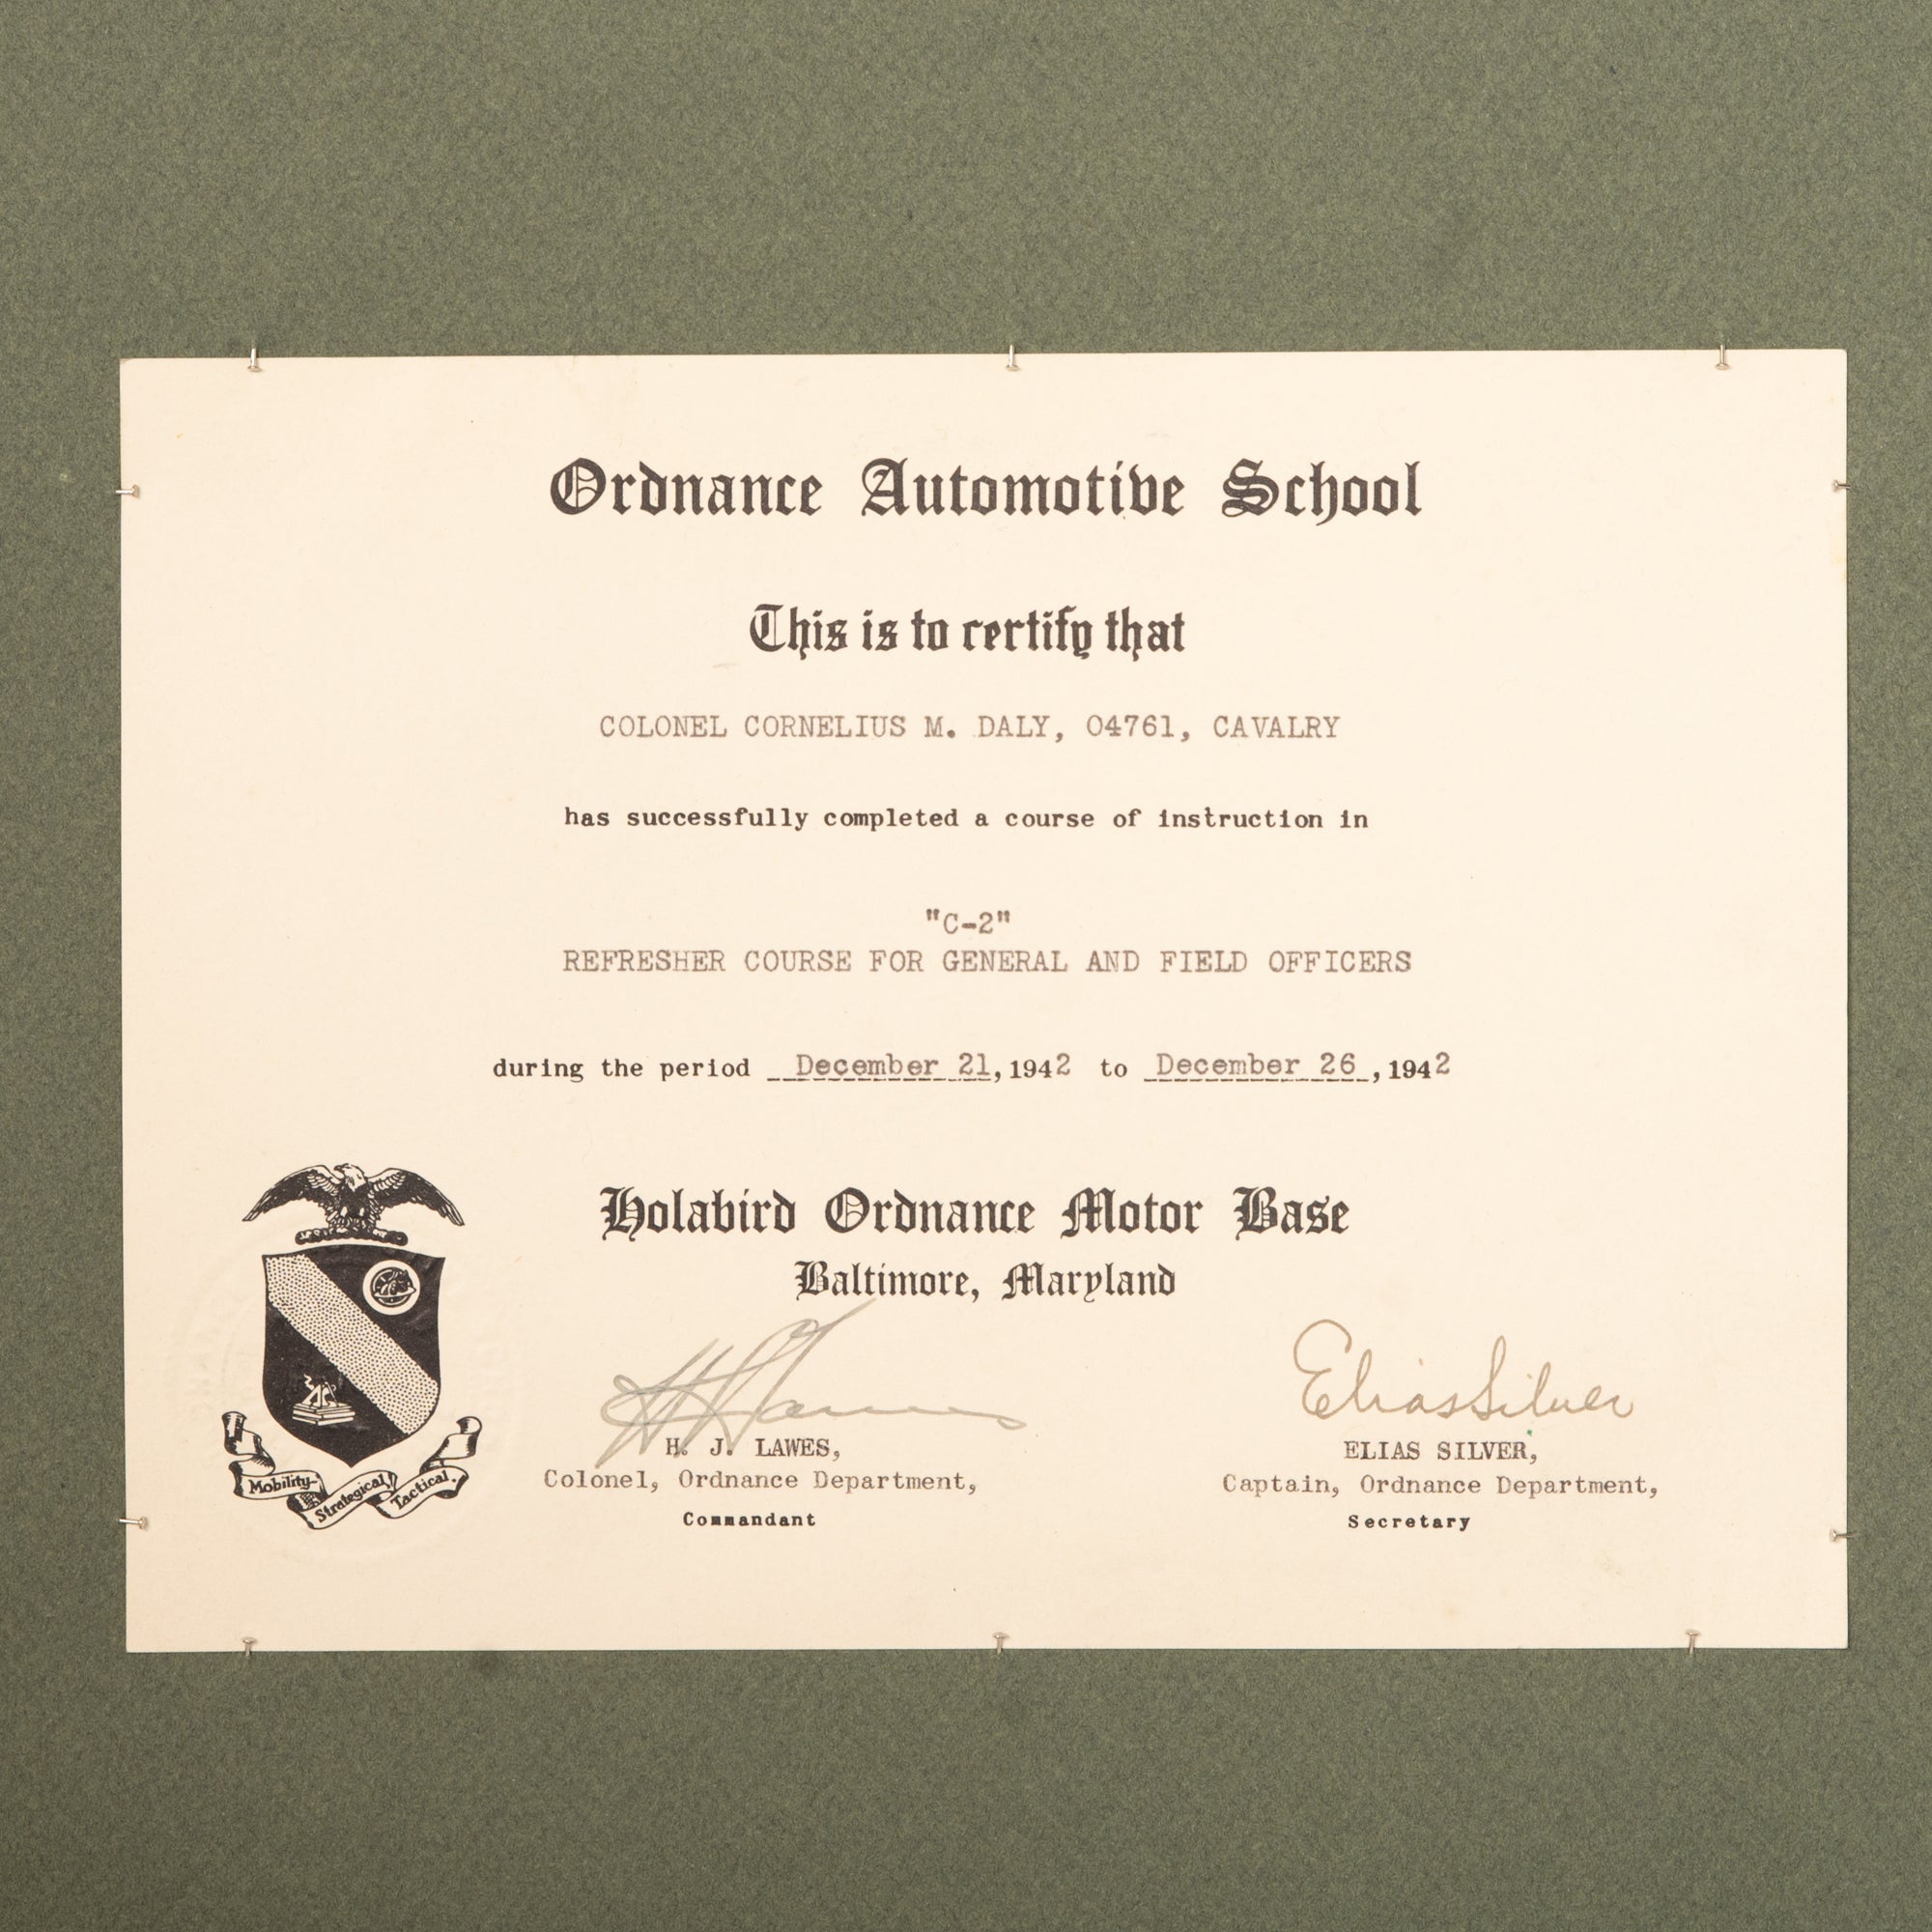 Ordnance Automotive School
This is to certify that
COLONEL CORNELIUS M. DALY, 04761, CAVALRY
has successfully completed a course of instruction in
"C-2"
REFRESHER COURSE FOR GENERAL AND FIELD OFFICERS
during the period December 21, 1942 to December 26, 1942
Holabird Ordnance Motor Base
Baltimore, Maryland
H J Lawes
Elias Silver
H. J. LAWES,
ELIAS SILVER,
Colonel, Ordnance Department,
Captain, Ordnance Department,
Commandant
Secretary
Mobility-
Strategical
Tactical.